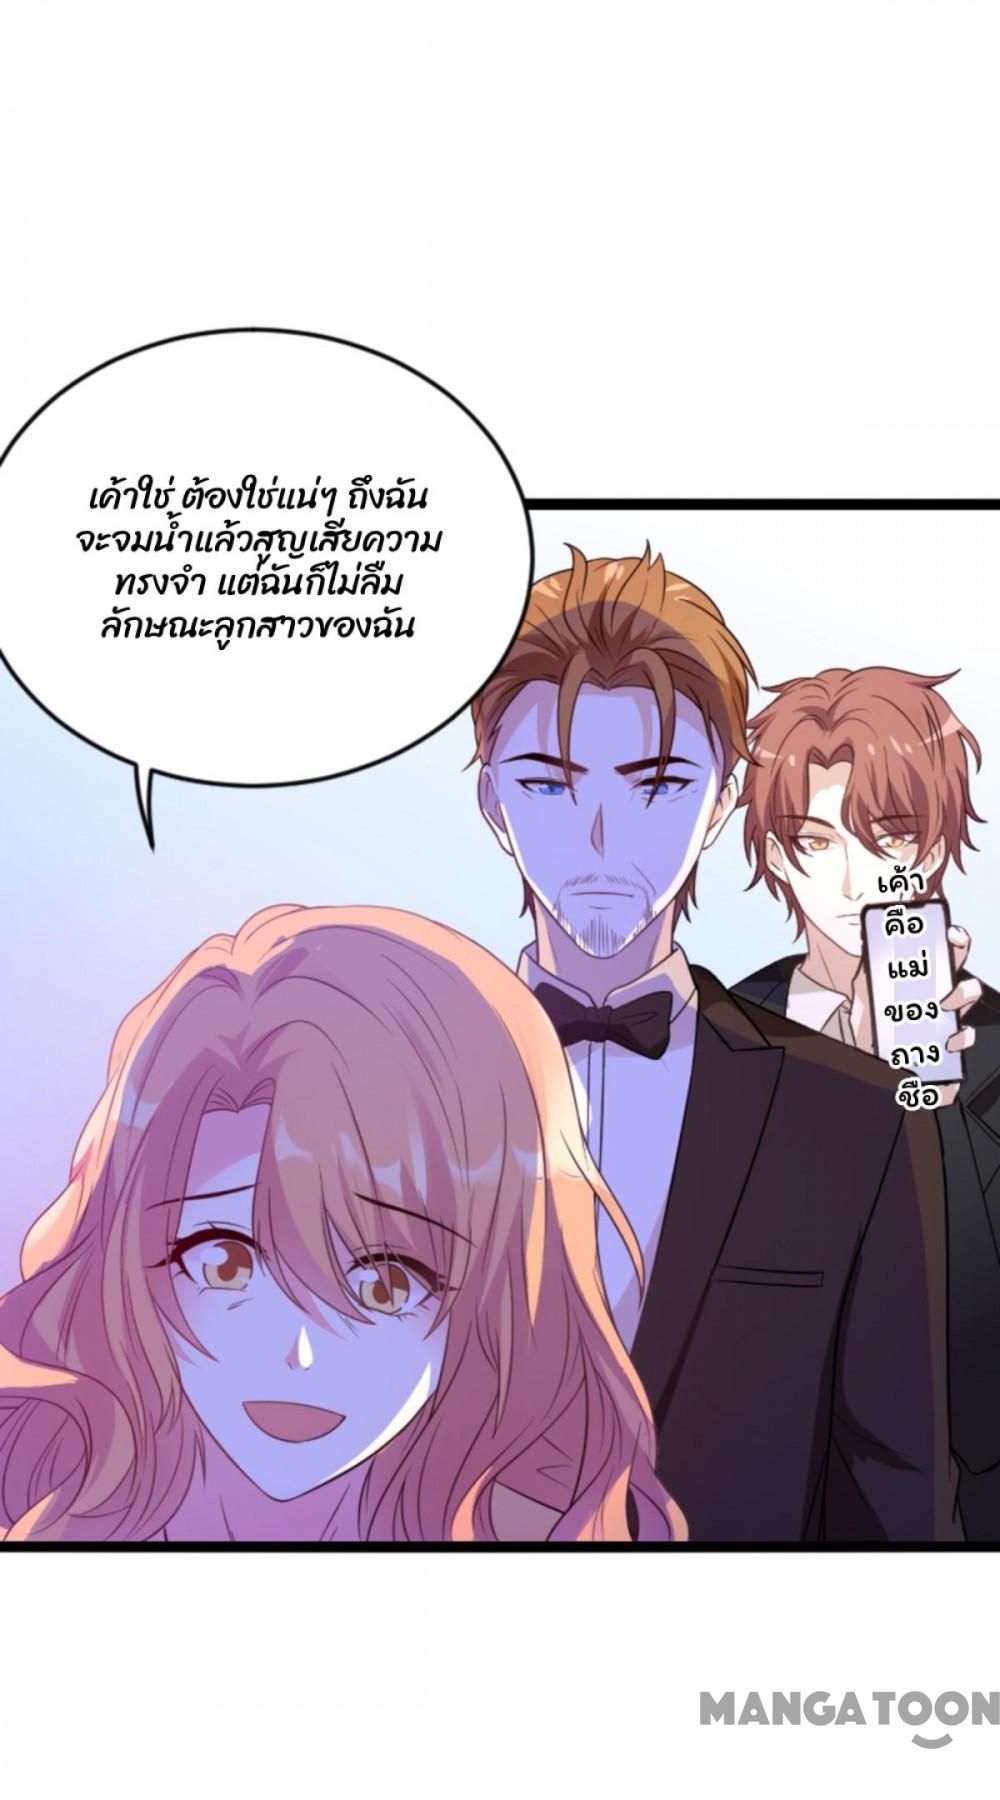 เค้าใช่ ต้องใช่แน่ๆ ถึงฉัน
จะจมน้ำแล้วสูญเสียความ
ทรงจำ แต่ฉันก็ไม่ลืม
ลักษณะลูกสาวของฉัน
เค้า
คือ
แม่
ของ
ถาง
ชือ
MANGATOON